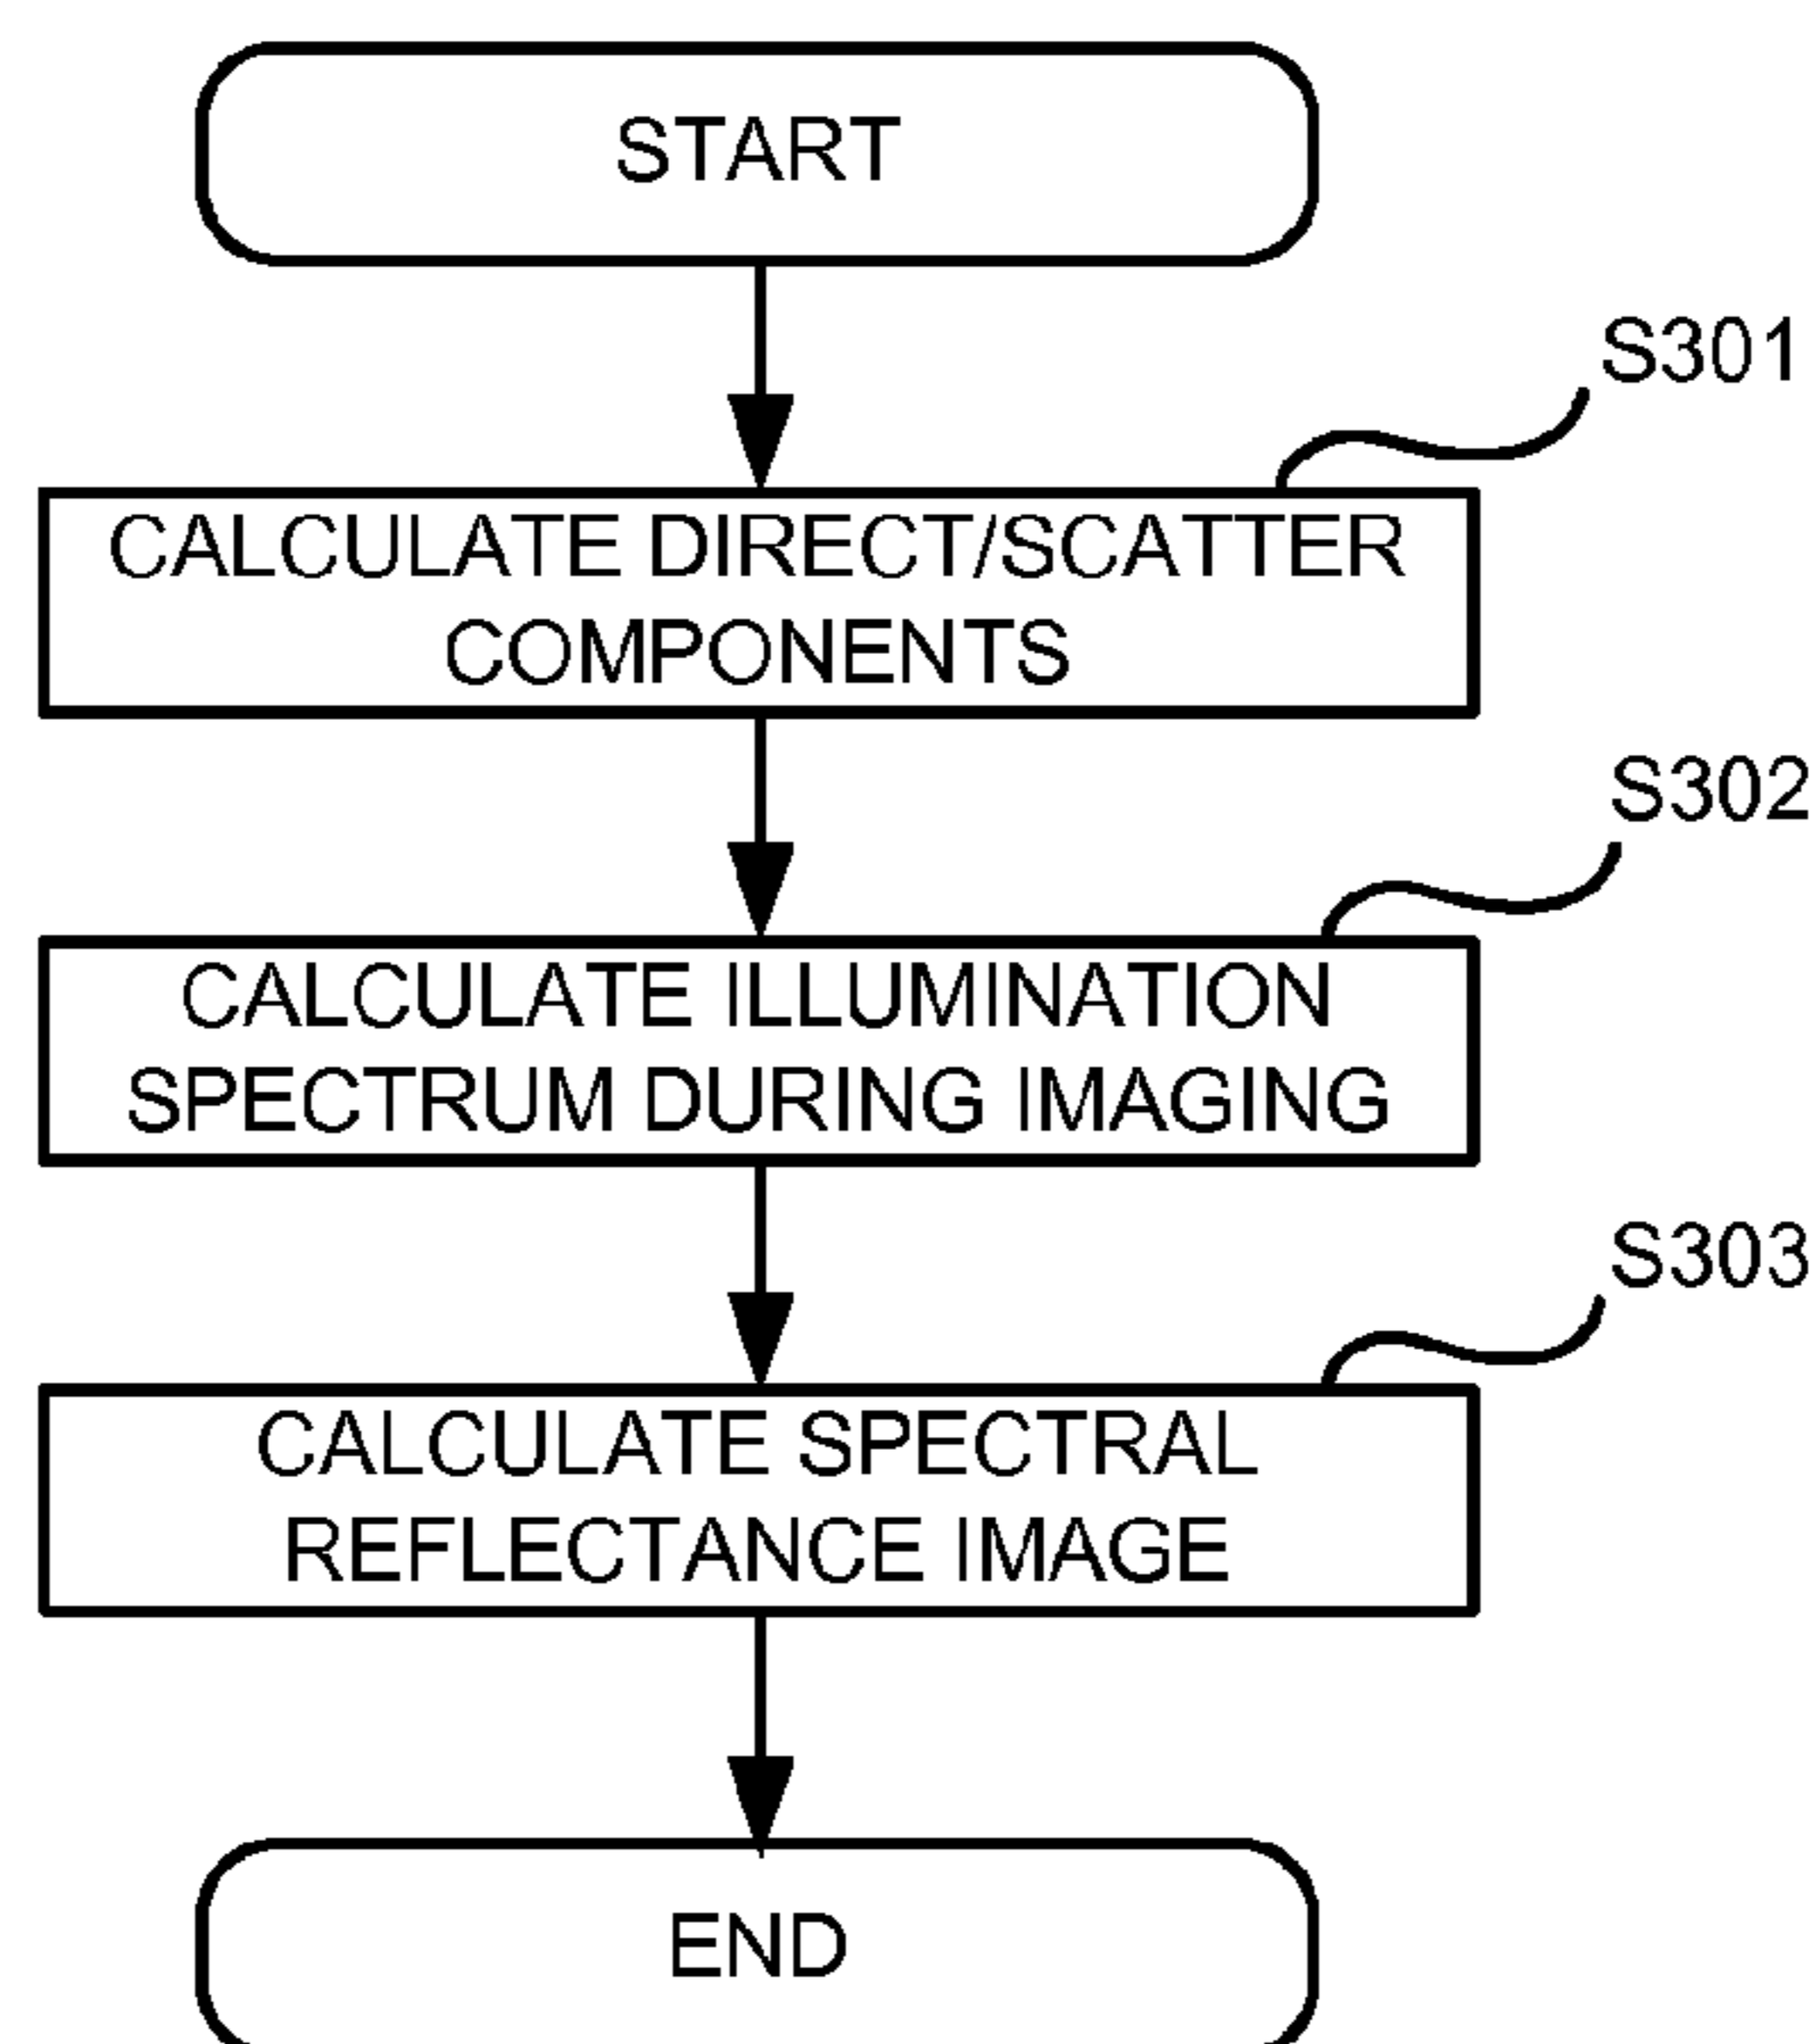 START
S301
CALCULATE DIRECT/SCATTER
COMPONENTS
S302
CALCULATE ILLUMINATION
SPECTRUM DURING IMAGING
S303
CALCULATE SPECTRAL
REFLECTANCE IMAGE
END